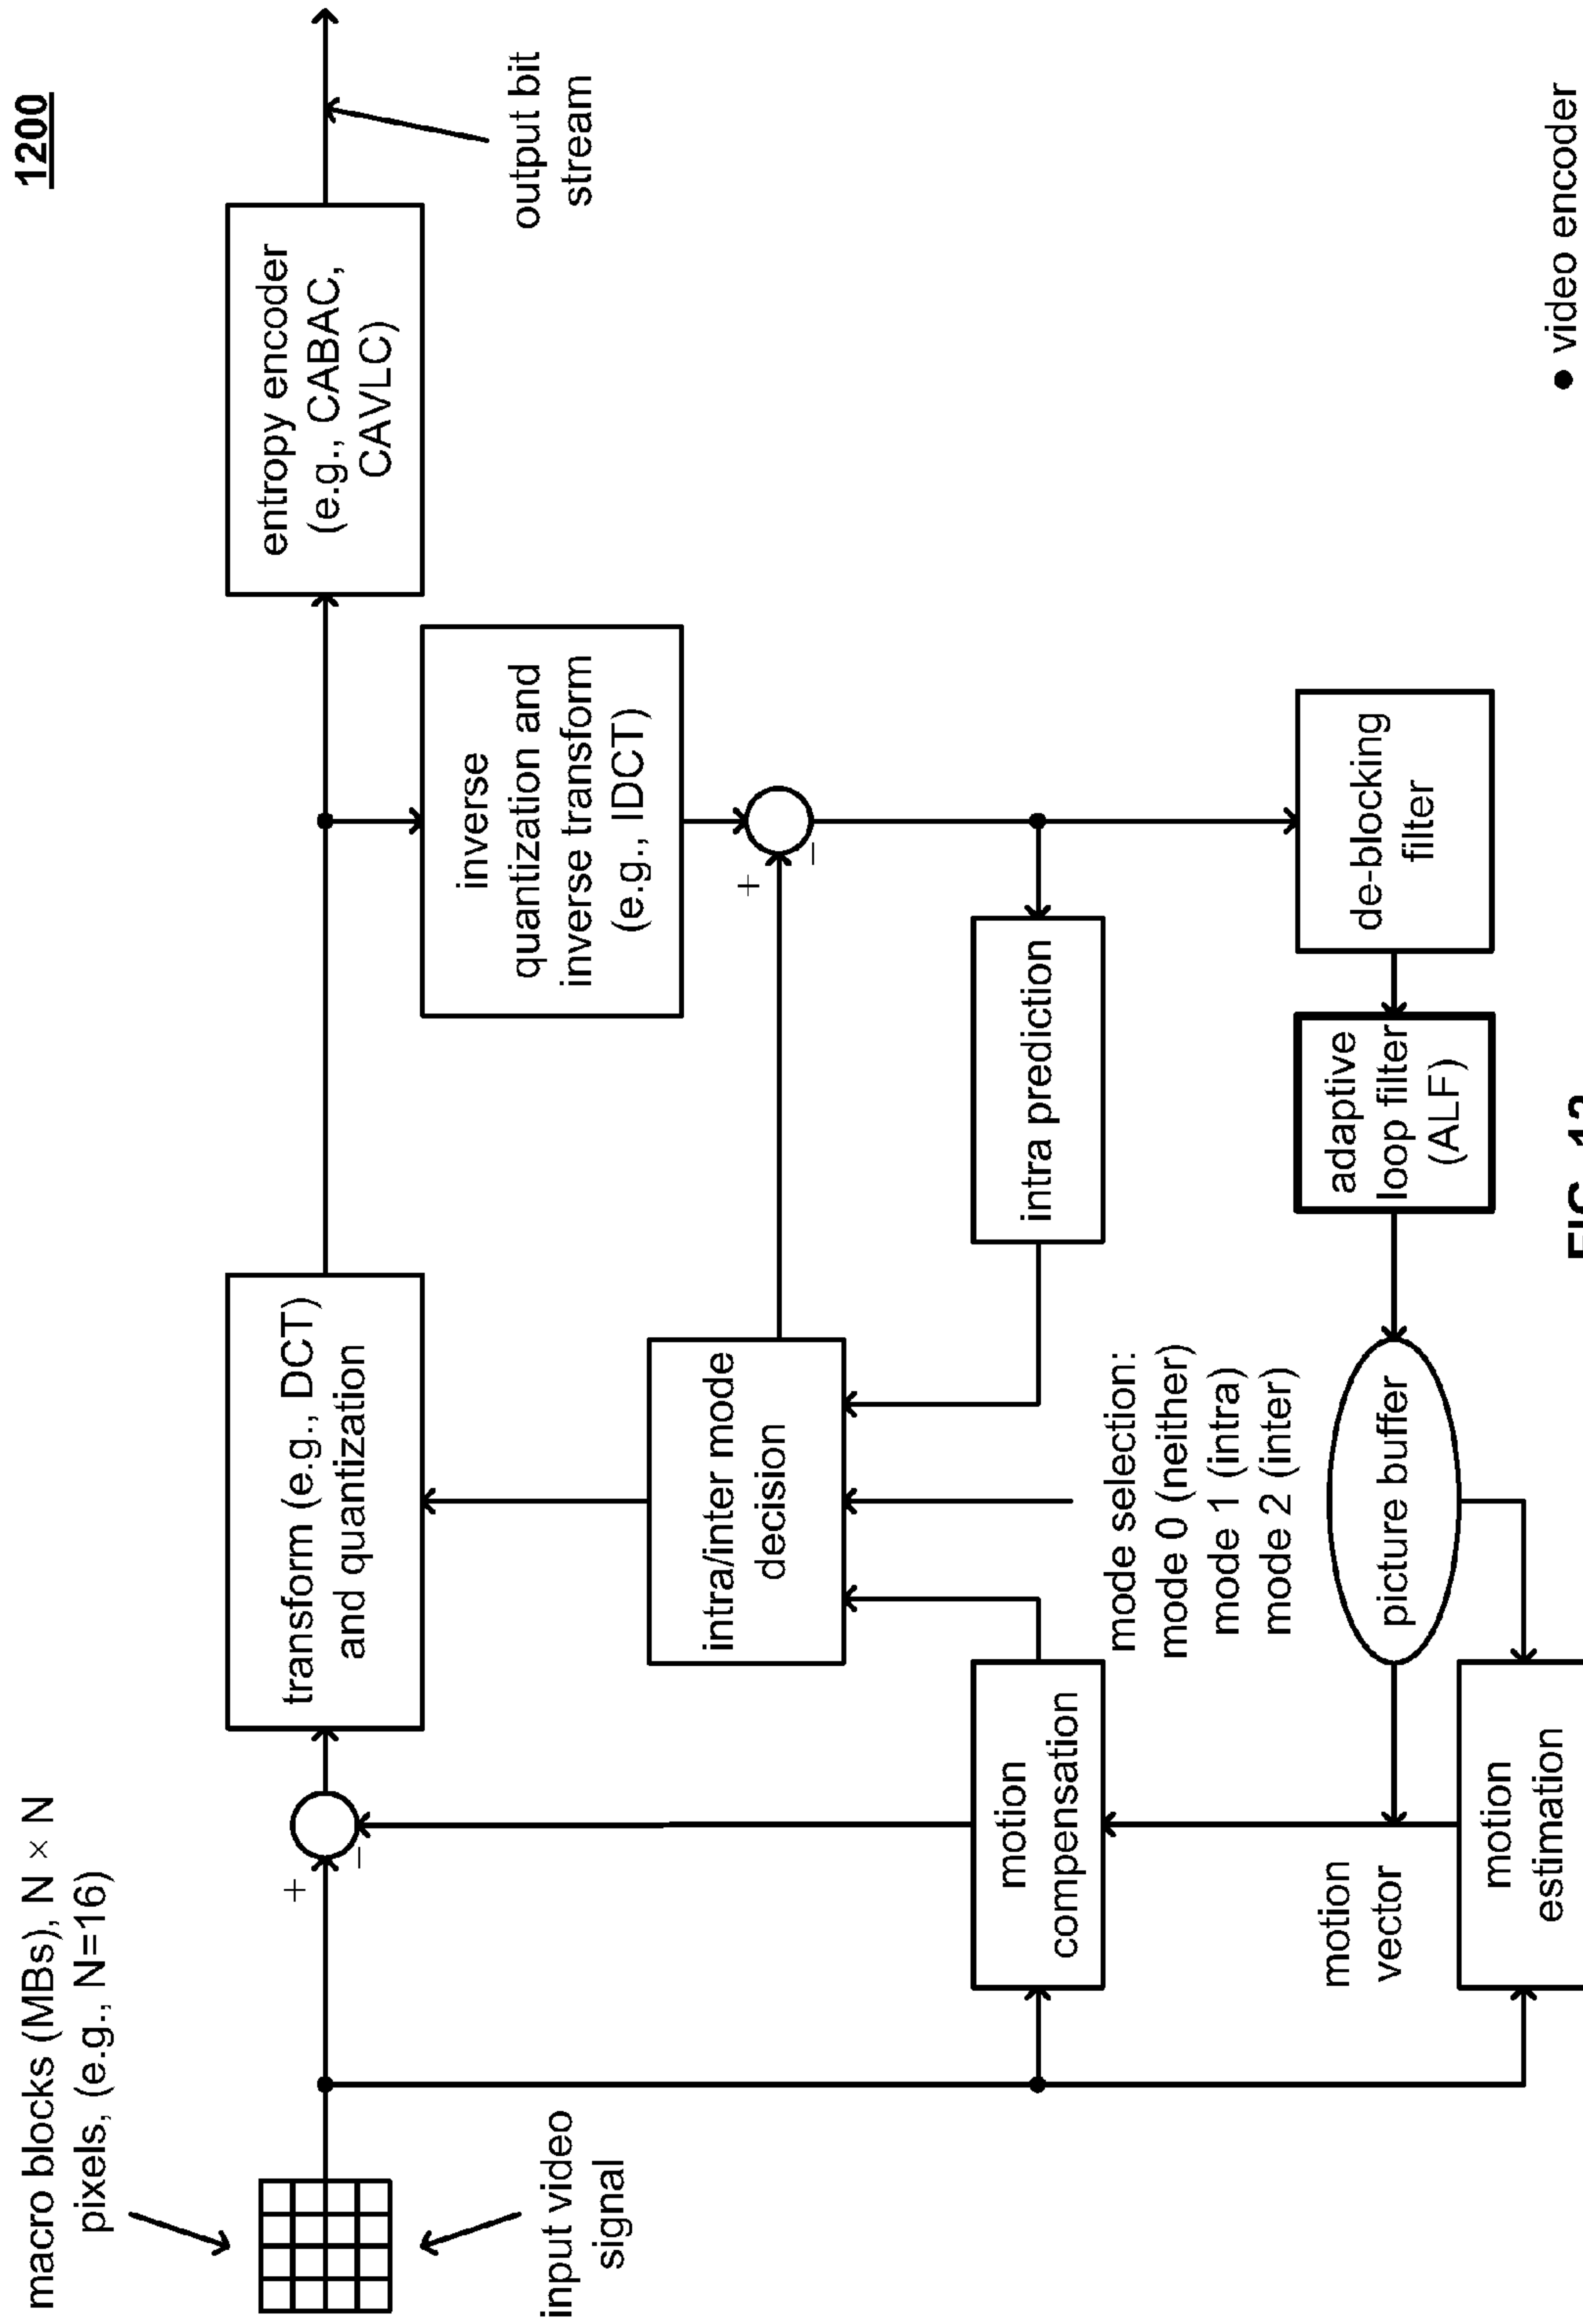 1200
macro blocks (MBs), N × N
pixels, (e.g., N=16)
input video
signal
+
−
transform (e.g., DCT)
and quantization
entropy encoder
(e.g., CABAC,
CAVLC)
output bit
stream
inverse
quantization and
inverse transform
(e.g., IDCT)
+
−
intra/inter mode
decision
motion
compensation
intra prediction
mode selection:
mode 0 (neither)
mode 1 (intra)
mode 2 (inter)
motion
vector
picture buffer
adaptive
loop filter
(ALF)
de-blocking
filter
motion
estimation
• video encoder
FIG. 12